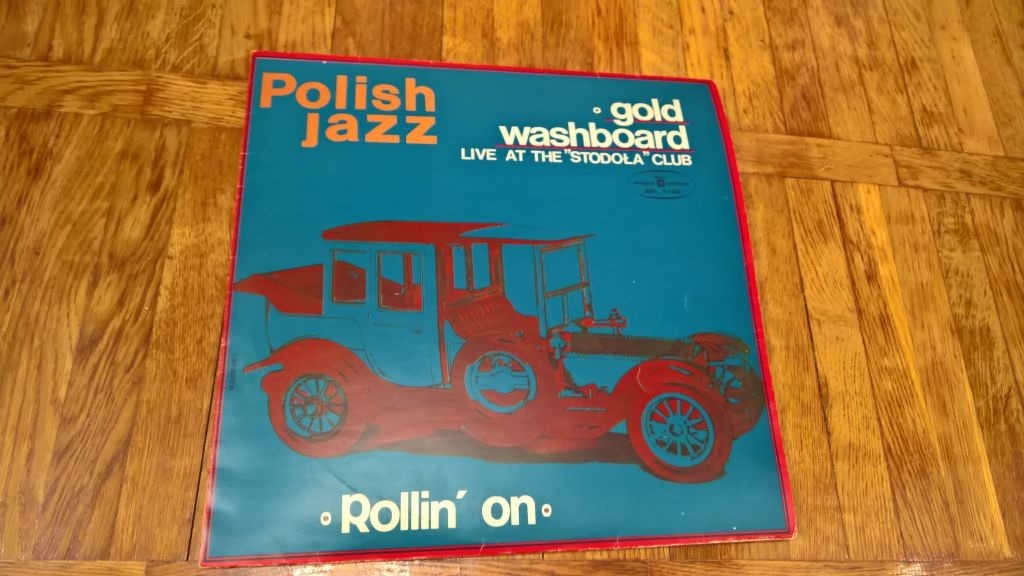 Polish
jazz
gold
washboard
LIVE AT THE "STODOŁA" CLUB
Rollin´ on